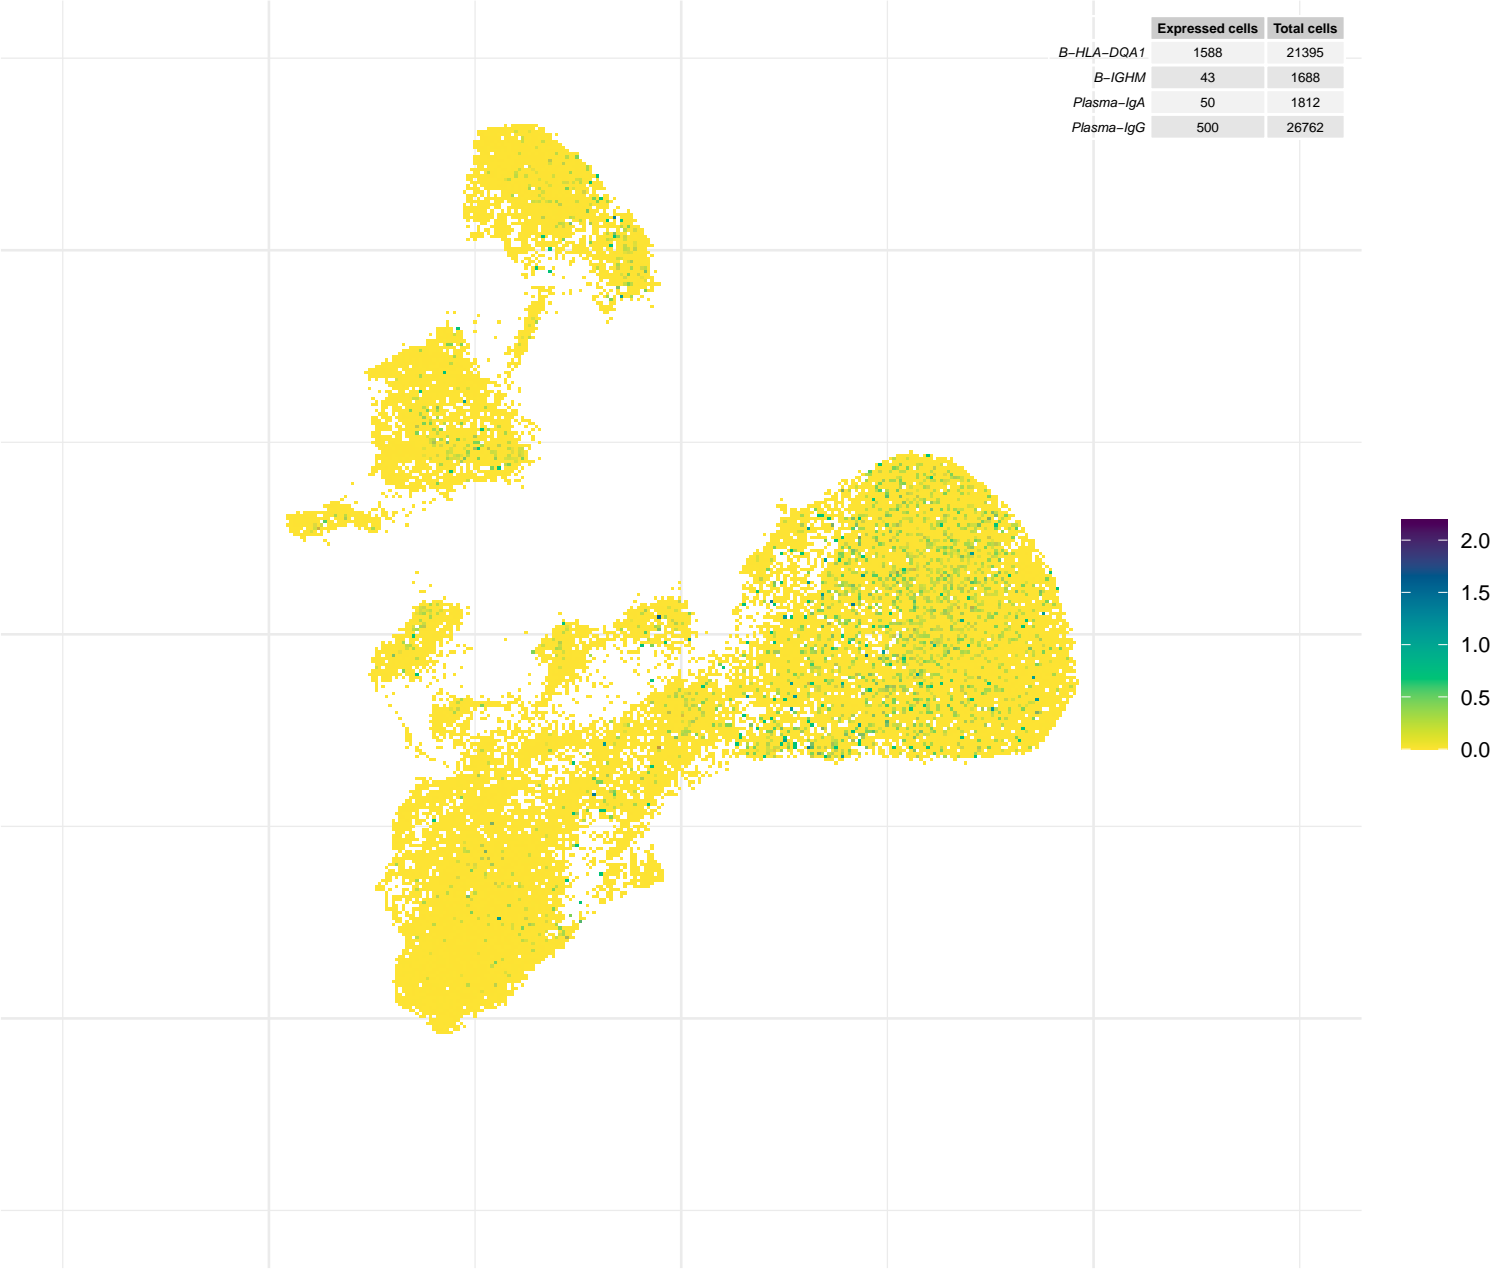 Expressed cells Total cells
B−HLA−DQA1 1588 21395
B−IGHM 43 1688
Plasma−IgA 50 1812
Plasma−IgG 500 26762
2.0
1.5
1.0
0.5
0.0